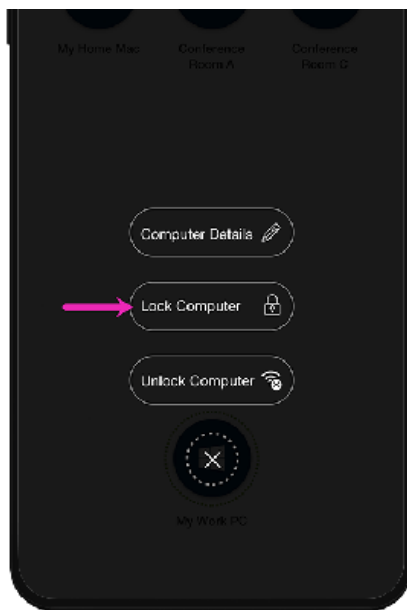 My Home Mac
Conference
Room A
Conference
Room C
Computer Details
Lock Computer
Unlock Computer
My Work PC